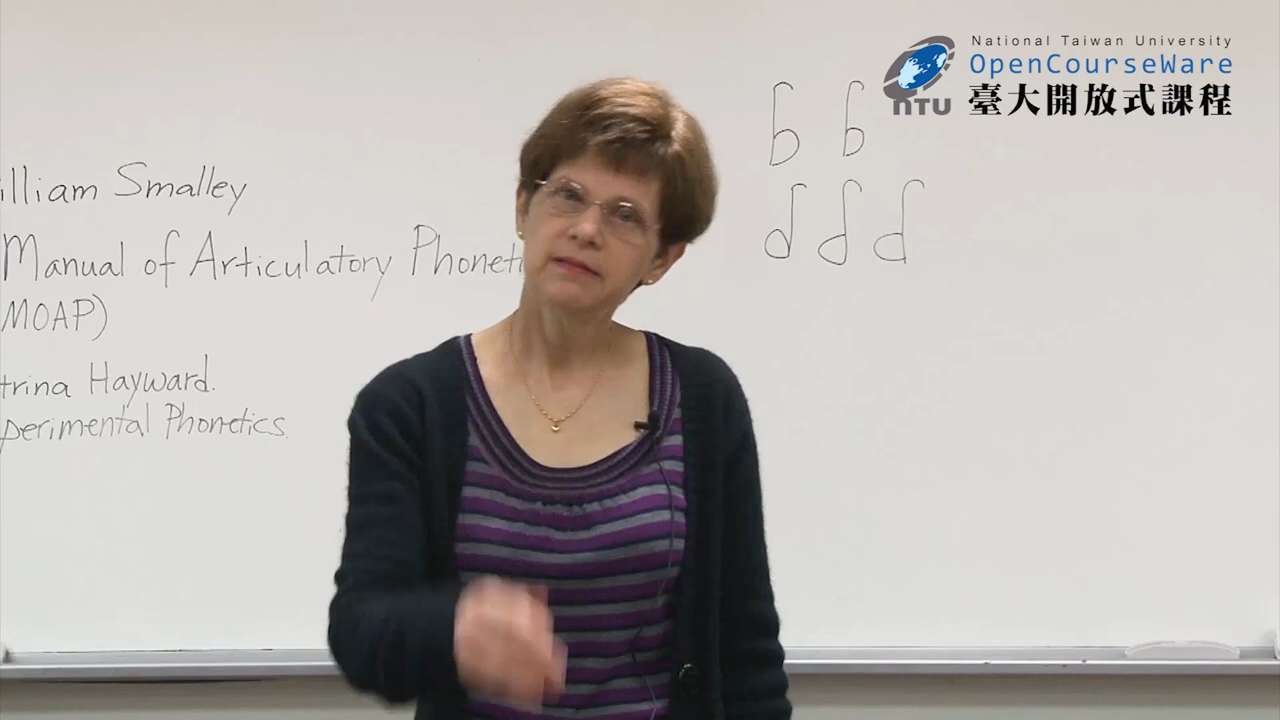 National Taiwan University
OpenCourseWare
NTU 臺大開放式課程
illiam Smalley
Manual of Articulatory Phoneti
MOAP)
trina Hayward.
perimental Phonetics.
ɓ ɓ
ɗ ɗ ɗ